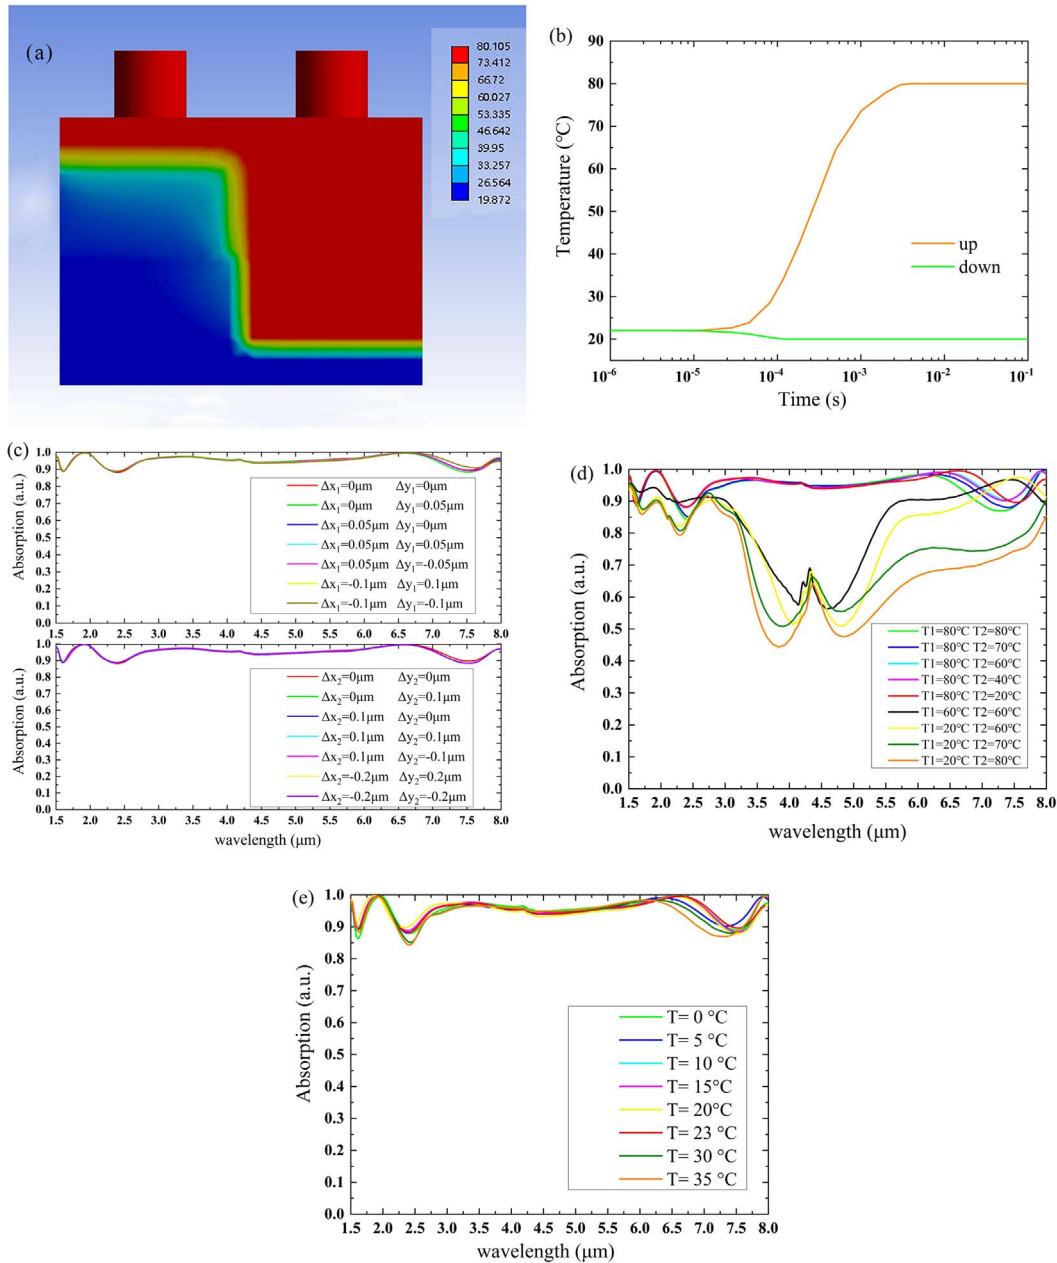 (a)
80.105
73.412
66.72
60.027
53.335
46.642
39.95
33.257
26.564
19.872
(b)
Temperature (°C)
90
80
70
60
50
40
30
20
up
down
10⁻⁶ 10⁻⁵ 10⁻⁴ 10⁻³ 10⁻² 10⁻¹
Time (s)
(c)
Absorption (a.u.)
1.0
0.9
0.8
0.7
0.6
0.5
0.4
0.3
0.2
0.1
0.0
Δx₁=0μm Δy₁=0μm
Δx₁=0μm Δy₁=0.05μm
Δx₁=0.05μm Δy₁=0μm
Δx₁=0.05μm Δy₁=0.05μm
Δx₁=0.05μm Δy₁=-0.05μm
Δx₁=-0.1μm Δy₁=0.1μm
Δx₁=-0.1μm Δy₁=-0.1μm
1.5 2.0 2.5 3.0 3.5 4.0 4.5 5.0 5.5 6.0 6.5 7.0 7.5 8.0
Absorption (a.u.)
1.0
0.9
0.8
0.7
0.6
0.5
0.4
0.3
0.2
0.1
0.0
Δx₂=0μm Δy₂=0μm
Δx₂=0μm Δy₂=0.1μm
Δx₂=0.1μm Δy₂=0μm
Δx₂=0.1μm Δy₂=0.1μm
Δx₂=0.1μm Δy₂=-0.1μm
Δx₂=-0.2μm Δy₂=0.2μm
Δx₂=-0.2μm Δy₂=-0.2μm
1.5 2.0 2.5 3.0 3.5 4.0 4.5 5.0 5.5 6.0 6.5 7.0 7.5 8.0
wavelength (μm)
(d)
Absorption (a.u.)
1.0
0.9
0.8
0.7
0.6
0.5
0.4
0.3
0.2
0.1
0.0
T1=80°C T2=80°C
T1=80°C T2=70°C
T1=80°C T2=60°C
T1=80°C T2=40°C
T1=80°C T2=20°C
T1=60°C T2=60°C
T1=20°C T2=60°C
T1=20°C T2=70°C
T1=20°C T2=80°C
1.5 2.0 2.5 3.0 3.5 4.0 4.5 5.0 5.5 6.0 6.5 7.0 7.5 8.0
wavelength (μm)
(e)
Absorption (a.u.)
1.0
0.9
0.8
0.7
0.6
0.5
0.4
0.3
0.2
0.1
0.0
T= 0 °C
T= 5 °C
T= 10 °C
T= 15°C
T= 20°C
T= 23 °C
T= 30 °C
T= 35 °C
1.5 2.0 2.5 3.0 3.5 4.0 4.5 5.0 5.5 6.0 6.5 7.0 7.5 8.0
wavelength (μm)